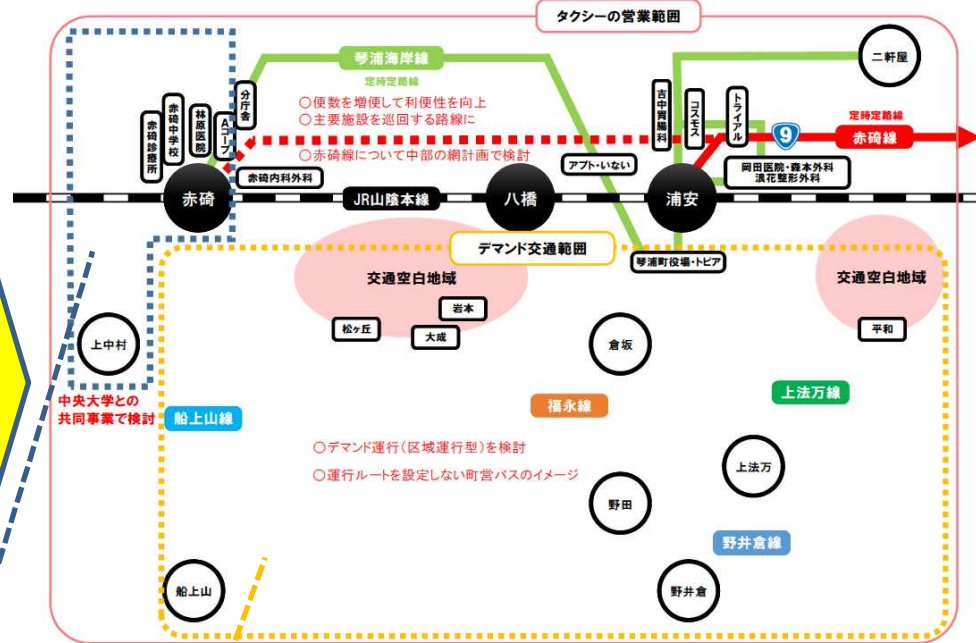 タクシーの営業範囲
二軒屋
琴浦海岸線
定時定路線
○便数を増便して利便性を向上
○主要施設を巡回する路線に
○赤碕線について中部の網計画で検討
分庁舎
Aコープ
林原医院
赤碕中学校
赤碕診療所
赤碕内科外科
吉中胃腸科
コスモス
トライアル
9
定時定路線
赤碕線
アプト・いない
岡田医院・森本外科
浪花整形外科
赤碕
JR山陰本線
八橋
浦安
デマンド交通範囲
琴浦町役場・トピア
交通空白地域
交通空白地域
岩本
松ヶ丘
大成
平和
上中村
倉坂
中央大学との
共同事業で検討
船上山線
福永線
上法万線
○デマンド運行(区域運行型)を検討
○運行ルートを設定しない町営バスのイメージ
上法万
野田
野井倉線
船上山
野井倉